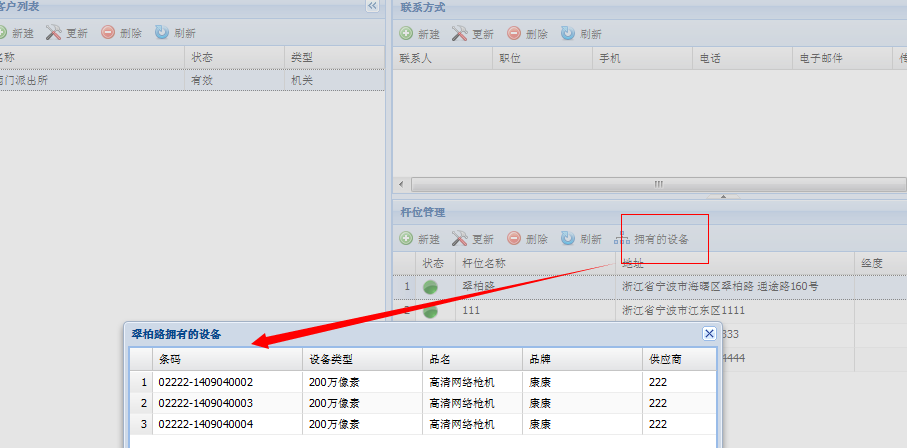 客户列表
新建 更新 删除 刷新
名称 状态 类型
派出所 有效 机关
联系方式
新建 更新 删除 刷新
联系人 职位 手机 电话 电子邮件
杆位管理
新建 更新 删除 刷新 拥有的设备
状态 杆位名称 地址 经度
1 翠柏路 浙江省宁波市海曙区翠柏路 通途路160号
2 111 浙江省宁波市江东区1111
333
4444
翠柏路拥有的设备
条码 设备类型 品名 品牌 供应商
1 02222-1409040002 200万像素 高清网络枪机 康康 222
2 02222-1409040003 200万像素 高清网络枪机 康康 222
3 02222-1409040004 200万像素 高清网络枪机 康康 222